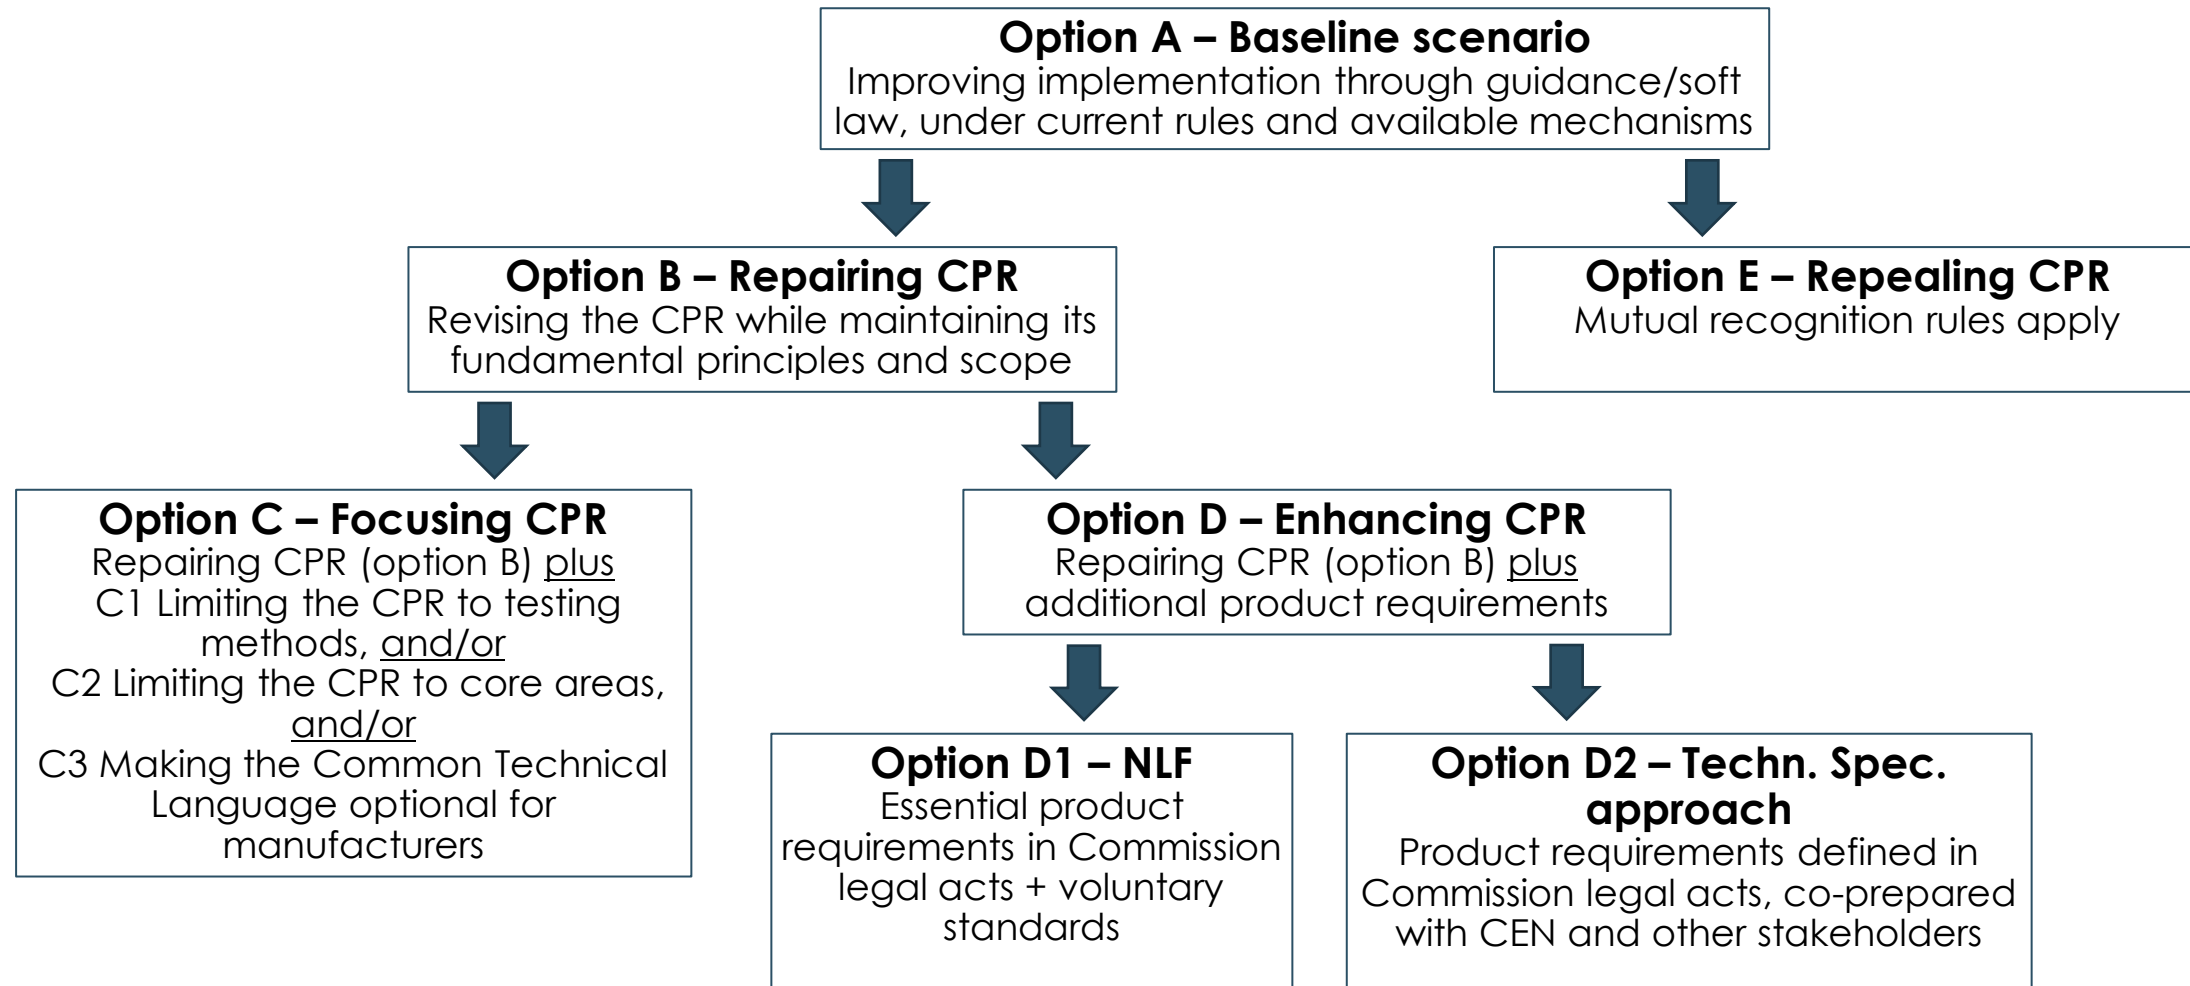 Option A – Baseline scenario
Improving implementation through guidance/soft
law, under current rules and available mechanisms
Option B – Repairing CPR
Revising the CPR while maintaining its
fundamental principles and scope
Option E – Repealing CPR
Mutual recognition rules apply
Option C – Focusing CPR
Repairing CPR (option B) plus
C1 Limiting the CPR to testing
methods, and/or
C2 Limiting the CPR to core areas,
and/or
C3 Making the Common Technical
Language optional for
manufacturers
Option D – Enhancing CPR
Repairing CPR (option B) plus
additional product requirements
Option D1 – NLF
Essential product
requirements in Commission
legal acts + voluntary
standards
Option D2 – Techn. Spec.
approach
Product requirements defined in
Commission legal acts, co-prepared
with CEN and other stakeholders